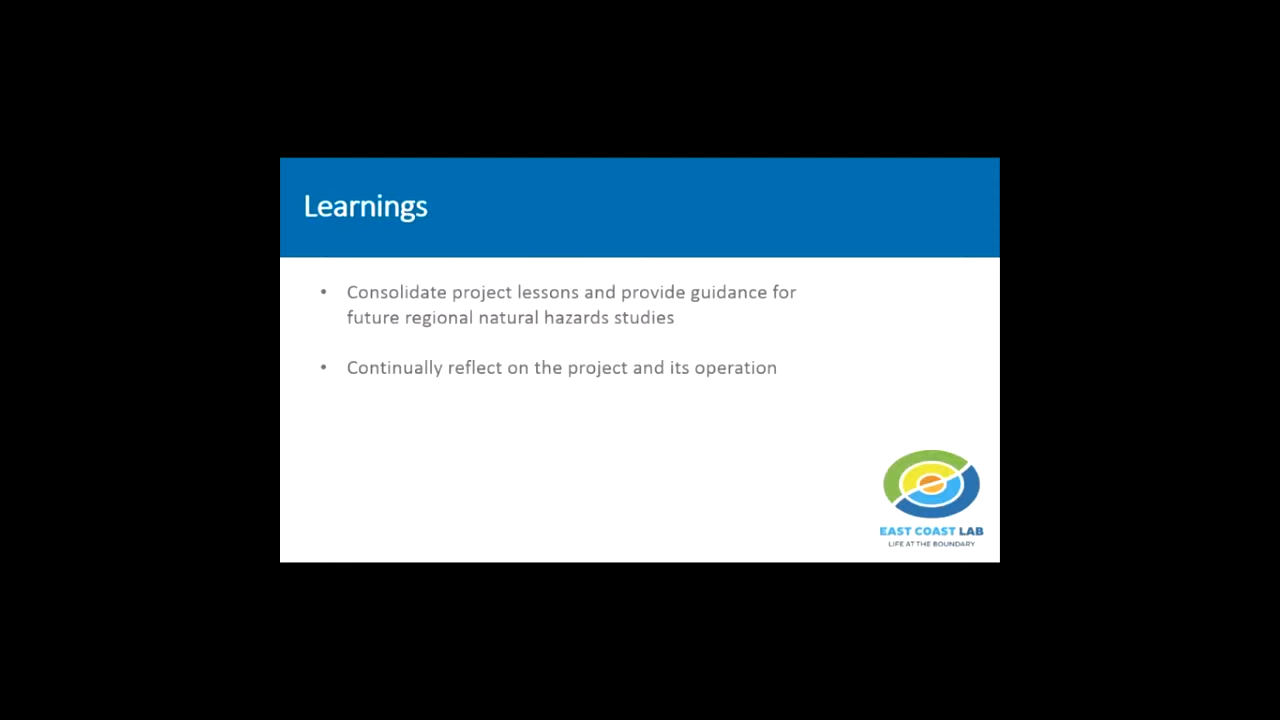 Learnings
• Consolidate project lessons and provide guidance for
future regional natural hazards studies
• Continually reflect on the project and its operation
EAST COAST LAB
LIFE AT THE BOUNDARY